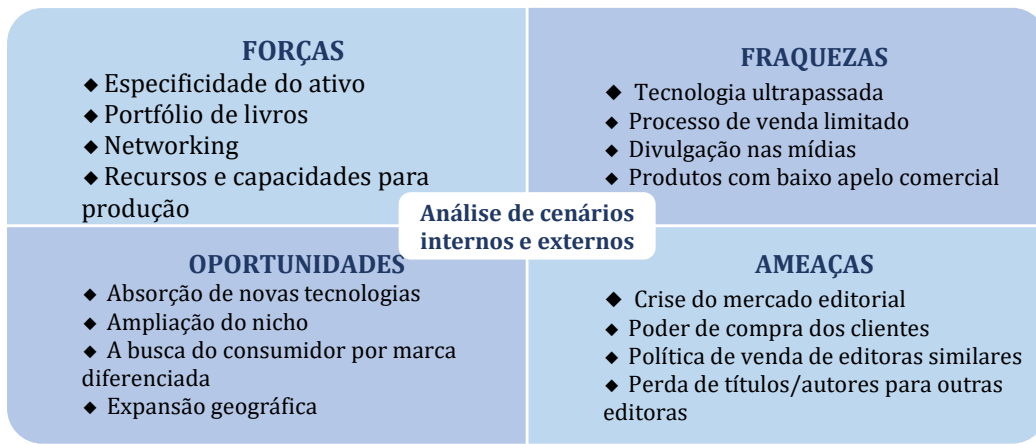 FORÇAS
◆ Especificidade do ativo
◆ Portfólio de livros
◆ Networking
◆ Recursos e capacidades para
produção
FRAQUEZAS
◆ Tecnologia ultrapassada
◆ Processo de venda limitado
◆ Divulgação nas mídias
◆ Produtos com baixo apelo comercial
Análise de cenários
internos e externos
OPORTUNIDADES
◆ Absorção de novas tecnologias
◆ Ampliação do nicho
◆ A busca do consumidor por marca
diferenciada
◆ Expansão geográfica
AMEAÇAS
◆ Crise do mercado editorial
◆ Poder de compra dos clientes
◆ Política de venda de editoras similares
◆ Perda de títulos/autores para outras
editoras